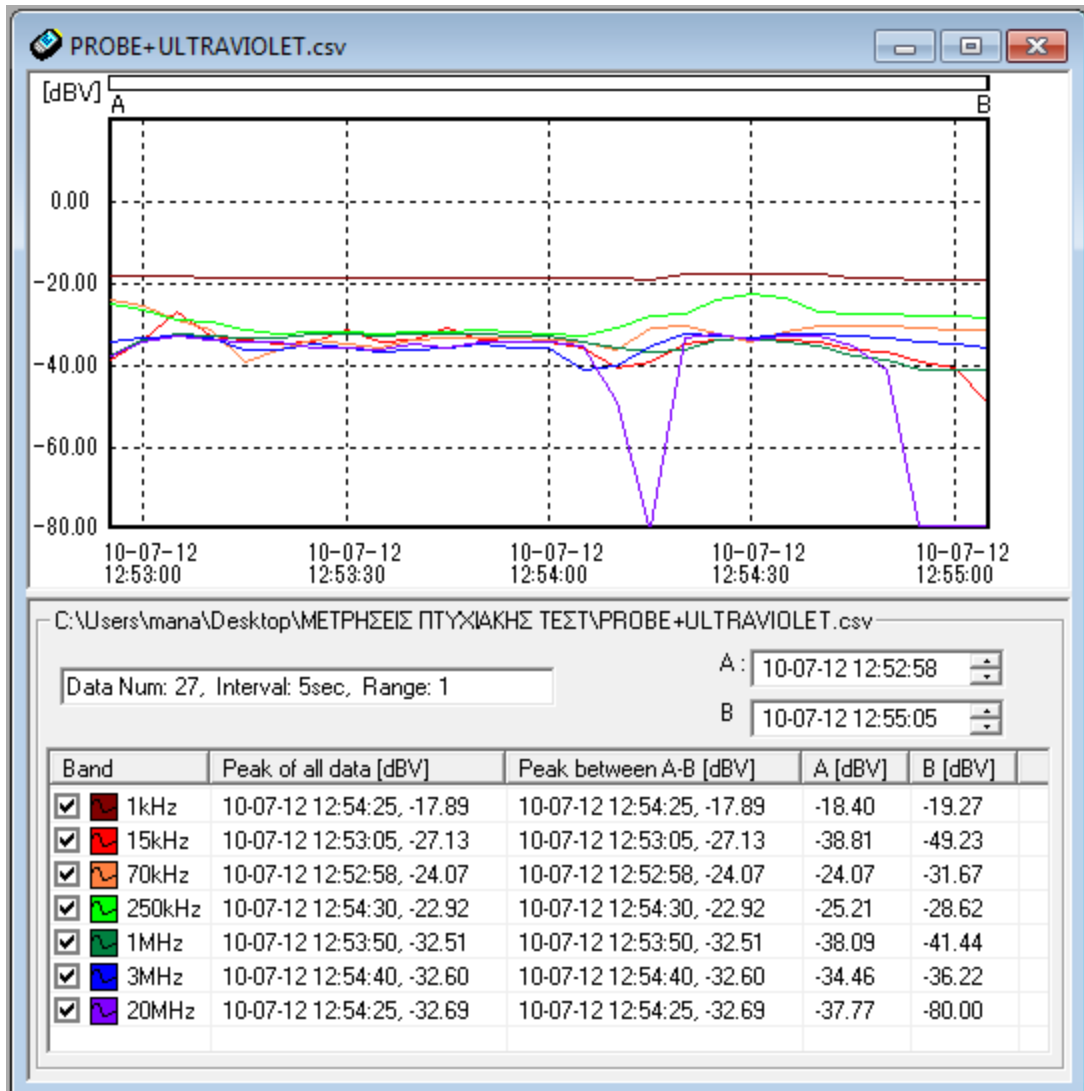 PROBE+ULTRAVIOLET.csv
[dBV]
A B
0.00
-20.00
-40.00
-60.00
-80.00
10-07-12 10-07-12 10-07-12 10-07-12 10-07-12
12:53:00 12:53:30 12:54:00 12:54:30 12:55:00
C:\Users\mana\Desktop\ΜΕΤΡΗΣΕΙΣ ΠΤΥΧΙΑΚΗΣ ΤΕΣΤ\PROBE+ULTRAVIOLET.csv
A: 10-07-12 12:52:58
Data Num: 27, Interval: 5sec, Range: 1
B 10-07-12 12:55:05
Band Peak of all data [dBV] Peak between A-B [dBV] A [dBV] B [dBV]
1kHz 10-07-12 12:54:25, -17.89 10-07-12 12:54:25, -17.89 -18.40 -19.27
15kHz 10-07-12 12:53:05, -27.13 10-07-12 12:53:05, -27.13 -38.81 -49.23
70kHz 10-07-12 12:52:58, -24.07 10-07-12 12:52:58, -24.07 -24.07 -31.67
250kHz 10-07-12 12:54:30, -22.92 10-07-12 12:54:30, -22.92 -25.21 -28.62
1MHz 10-07-12 12:53:50, -32.51 10-07-12 12:53:50, -32.51 -38.09 -41.44
3MHz 10-07-12 12:54:40, -32.60 10-07-12 12:54:40, -32.60 -34.46 -36.22
20MHz 10-07-12 12:54:25, -32.69 10-07-12 12:54:25, -32.69 -37.77 -80.00